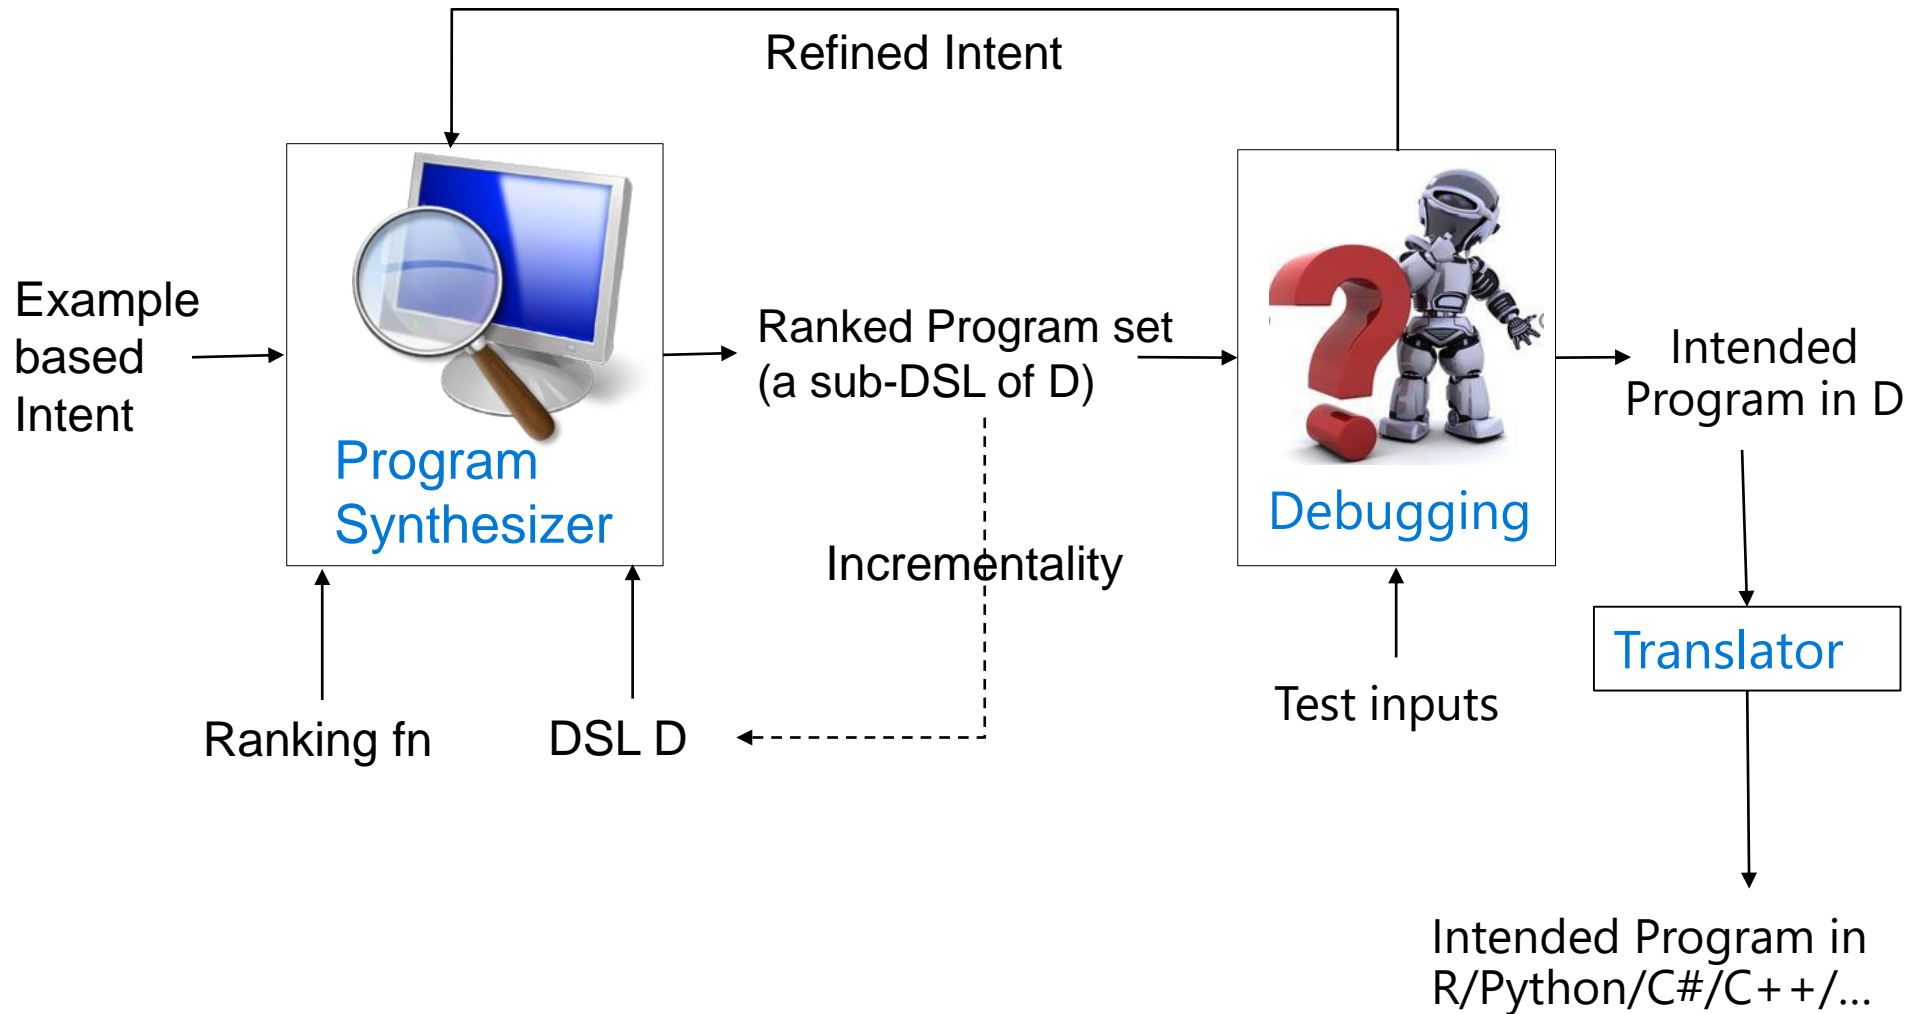 Refined Intent
Example
based
Intent
Program
Synthesizer
Ranked Program set
(a sub-DSL of D)
Debugging
Intended
Program in D
Incrementality
Translator
Ranking fn
DSL D
Test inputs
Intended Program in
R/Python/C#/C++/...